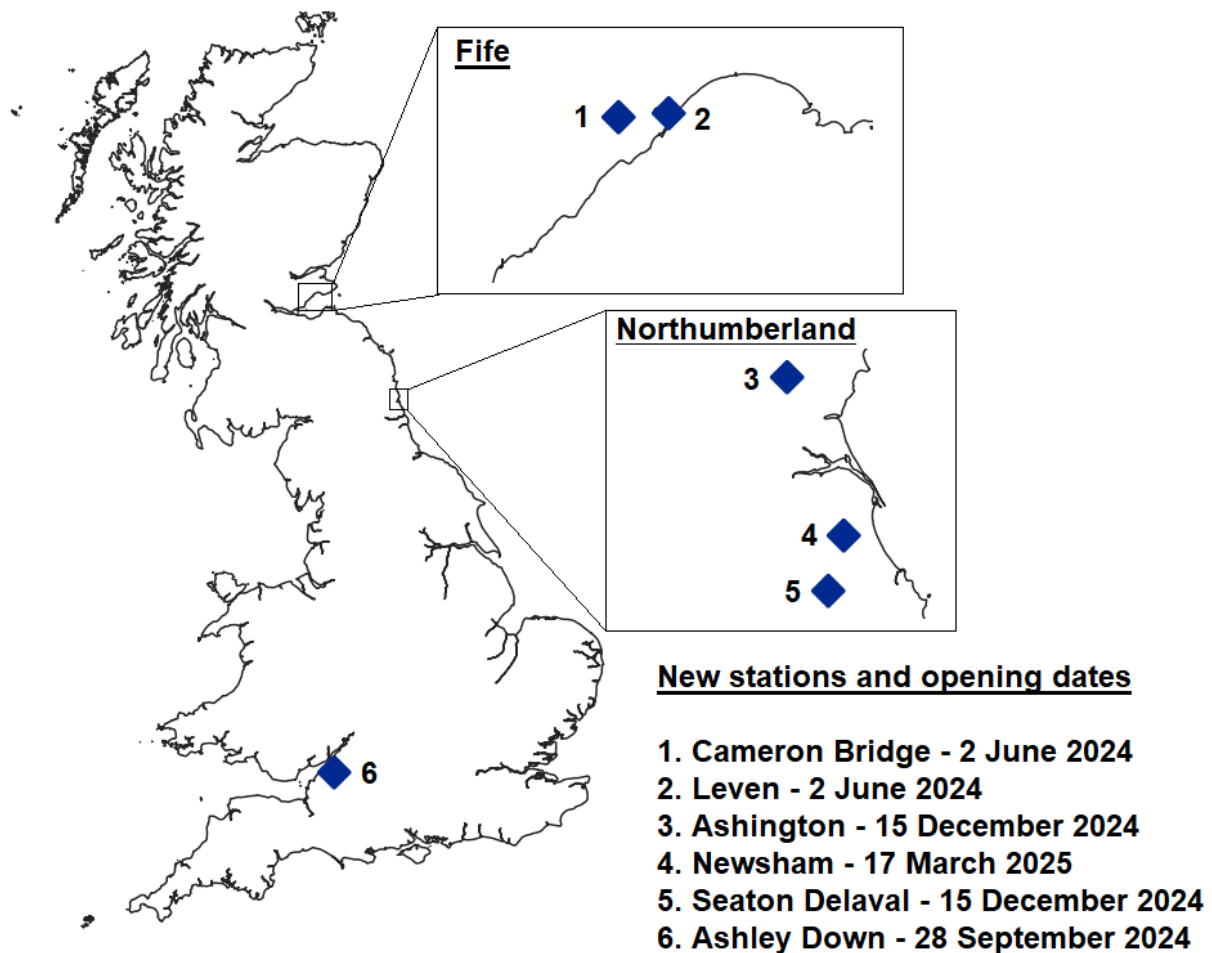 Fife
1
2
Northumberland
3
4
5
6
New stations and opening dates
1. Cameron Bridge - 2 June 2024
2. Leven - 2 June 2024
3. Ashington - 15 December 2024
4. Newsham - 17 March 2025
5. Seaton Delaval - 15 December 2024
6. Ashley Down - 28 September 2024